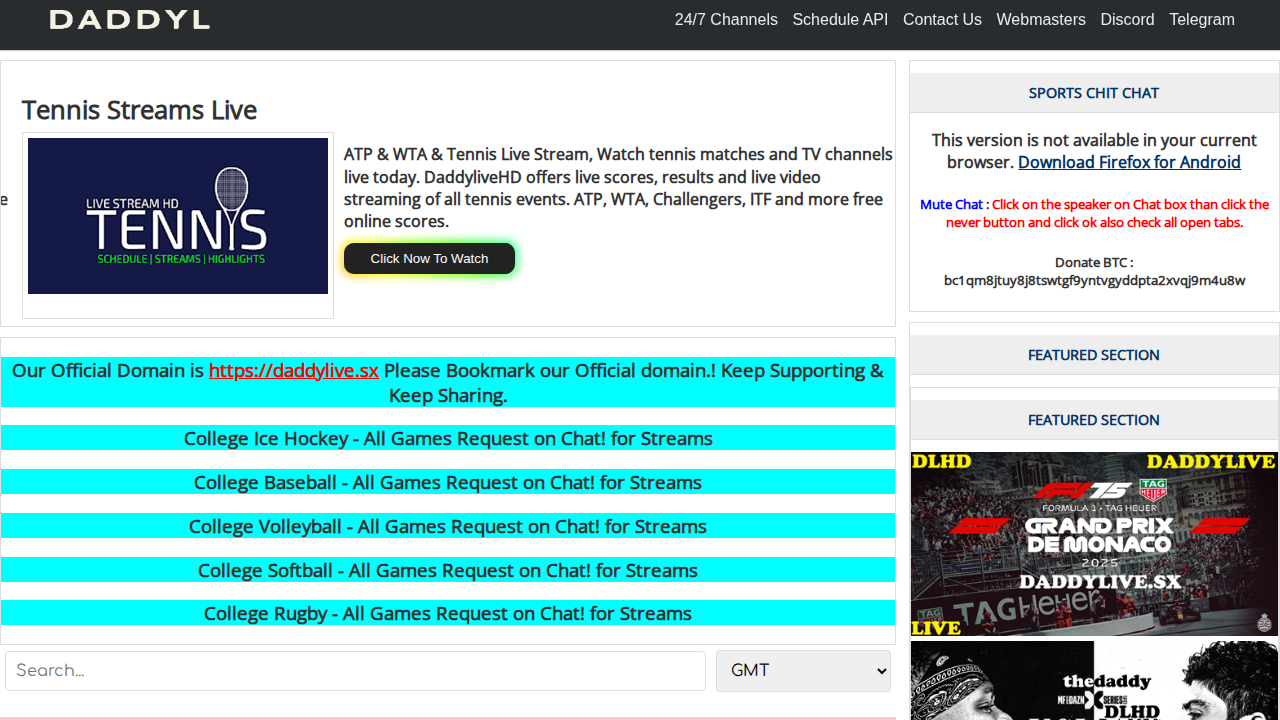 DADDYL
24/7 Channels Schedule API Contact Us Webmasters Discord Telegram
Tennis Streams Live
LIVE STREAM HD
TENNIS
SCHEDULE | STREAMS | HIGHLIGHTS
ATP & WTA & Tennis Live Stream, Watch tennis matches and TV channels
live today. DaddyliveHD offers live scores, results and live video
streaming of all tennis events. ATP, WTA, Challengers, ITF and more free
online scores.
Click Now To Watch
Our Official Domain is https://daddylive.sx Please Bookmark our Official domain.! Keep Supporting &
Keep Sharing.
College Ice Hockey - All Games Request on Chat! for Streams
College Baseball - All Games Request on Chat! for Streams
College Volleyball - All Games Request on Chat! for Streams
College Softball - All Games Request on Chat! for Streams
College Rugby - All Games Request on Chat! for Streams
Search...
GMT
SPORTS CHIT CHAT
This version is not available in your current
browser. Download Firefox for Android
Mute Chat : Click on the speaker on Chat box than click the
never button and click ok also check all open tabs.
Donate BTC :
bc1qm8jtuy8j8tswtgf9yntvgyddpta2xvqj9m4u8w
FEATURED SECTION
FEATURED SECTION
DLHD DADDYLIVE
F1 75 TAG HEUER
FORMULA 1 • TAG HEUER
GRAND PRIX
DE MONACO
2025
DADDYLIVE.SX
TAG HEUER
TAGHeuer
LIVE
thedaddy
DLHD